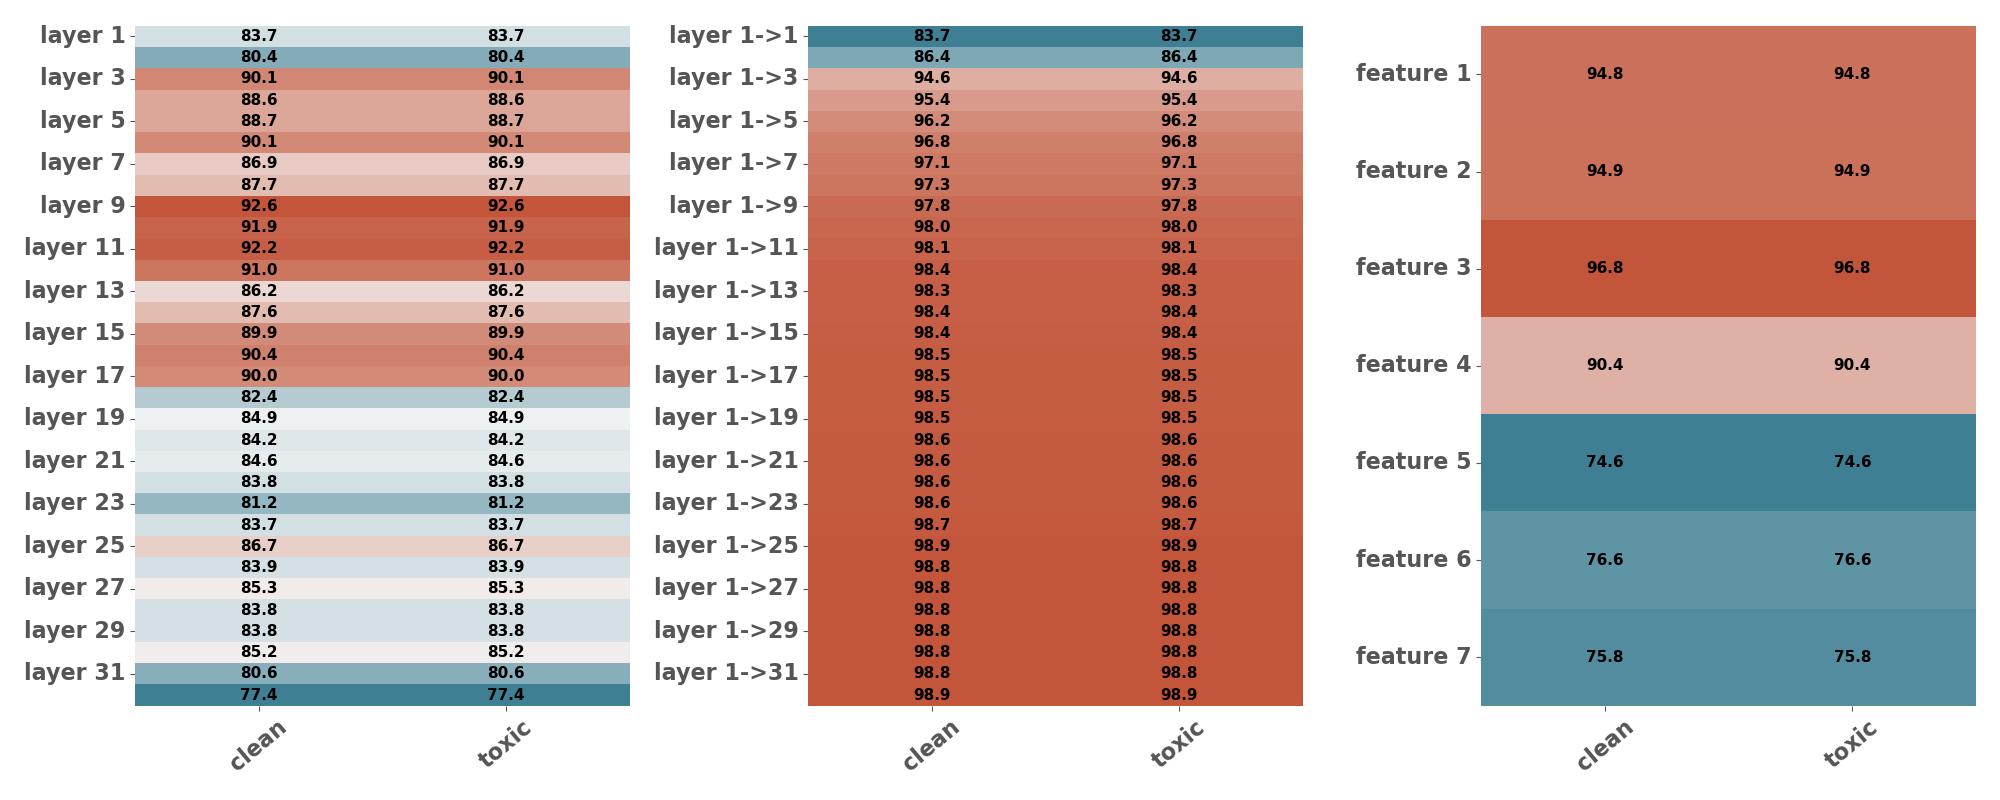 layer 1 83.7 83.7
80.4 80.4
layer 3 90.1 90.1
88.6 88.6
layer 5 88.7 88.7
90.1 90.1
layer 7 86.9 86.9
87.7 87.7
layer 9 92.6 92.6
91.9 91.9
layer 11 92.2 92.2
91.0 91.0
layer 13 86.2 86.2
87.6 87.6
layer 15 89.9 89.9
90.4 90.4
layer 17 90.0 90.0
82.4 82.4
layer 19 84.9 84.9
84.2 84.2
layer 21 84.6 84.6
83.8 83.8
layer 23 81.2 81.2
83.7 83.7
layer 25 86.7 86.7
83.9 83.9
layer 27 85.3 85.3
83.8 83.8
layer 29 83.8 83.8
85.2 85.2
layer 31 80.6 80.6
77.4 77.4
clean toxic
layer 1->1 83.7 83.7
86.4 86.4
layer 1->3 94.6 94.6
95.4 95.4
layer 1->5 96.2 96.2
96.8 96.8
layer 1->7 97.1 97.1
97.3 97.3
layer 1->9 97.8 97.8
98.0 98.0
layer 1->11 98.1 98.1
98.4 98.4
layer 1->13 98.3 98.3
98.4 98.4
layer 1->15 98.4 98.4
98.5 98.5
layer 1->17 98.5 98.5
98.5 98.5
layer 1->19 98.5 98.5
98.6 98.6
layer 1->21 98.6 98.6
98.6 98.6
layer 1->23 98.6 98.6
98.7 98.7
layer 1->25 98.9 98.9
98.8 98.8
layer 1->27 98.8 98.8
98.8 98.8
layer 1->29 98.8 98.8
98.8 98.8
layer 1->31 98.8 98.8
98.9 98.9
clean toxic
feature 1 94.8 94.8
feature 2 94.9 94.9
feature 3 96.8 96.8
feature 4 90.4 90.4
feature 5 74.6 74.6
feature 6 76.6 76.6
feature 7 75.8 75.8
clean toxic